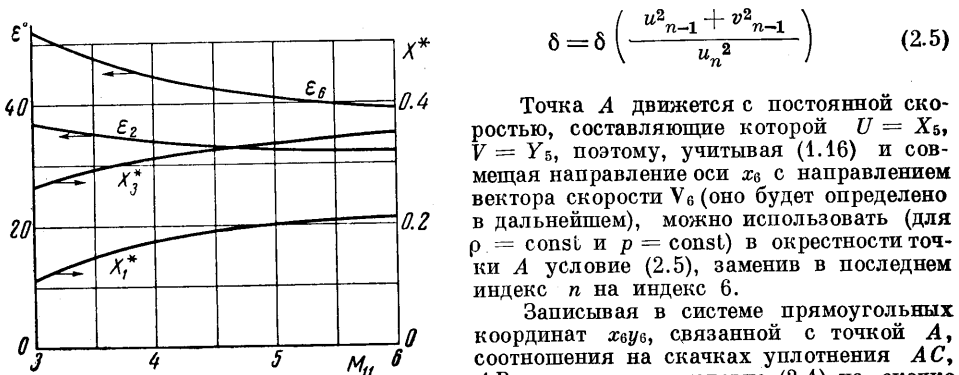 ε°
40
20
0
ε₆
ε₂
X₃*
X₁*
X*
0.4
0.2
0
3
4
5
M₁₁
6
δ = δ ( (u²ₙ₋₁ + v²ₙ₋₁) / uₙ² ) (2.5)
Точка A движется с постоянной ско-
ростью, составляющие которой U = X₅,
V = Y₅, поэтому, учитывая (1.16) и сов-
мещая направление оси x₆ с направлением
вектора скорости V₆ (оно будет определено
в дальнейшем), можно использовать (для
ρ = const и p = const) в окрестности точ-
ки A условие (2.5), заменив в последнем
индекс n на индекс 6.
Записывая в системе прямоугольных
координат x₆y₆, связанной с точкой A,
соотношения на скачках уплотнения AC,